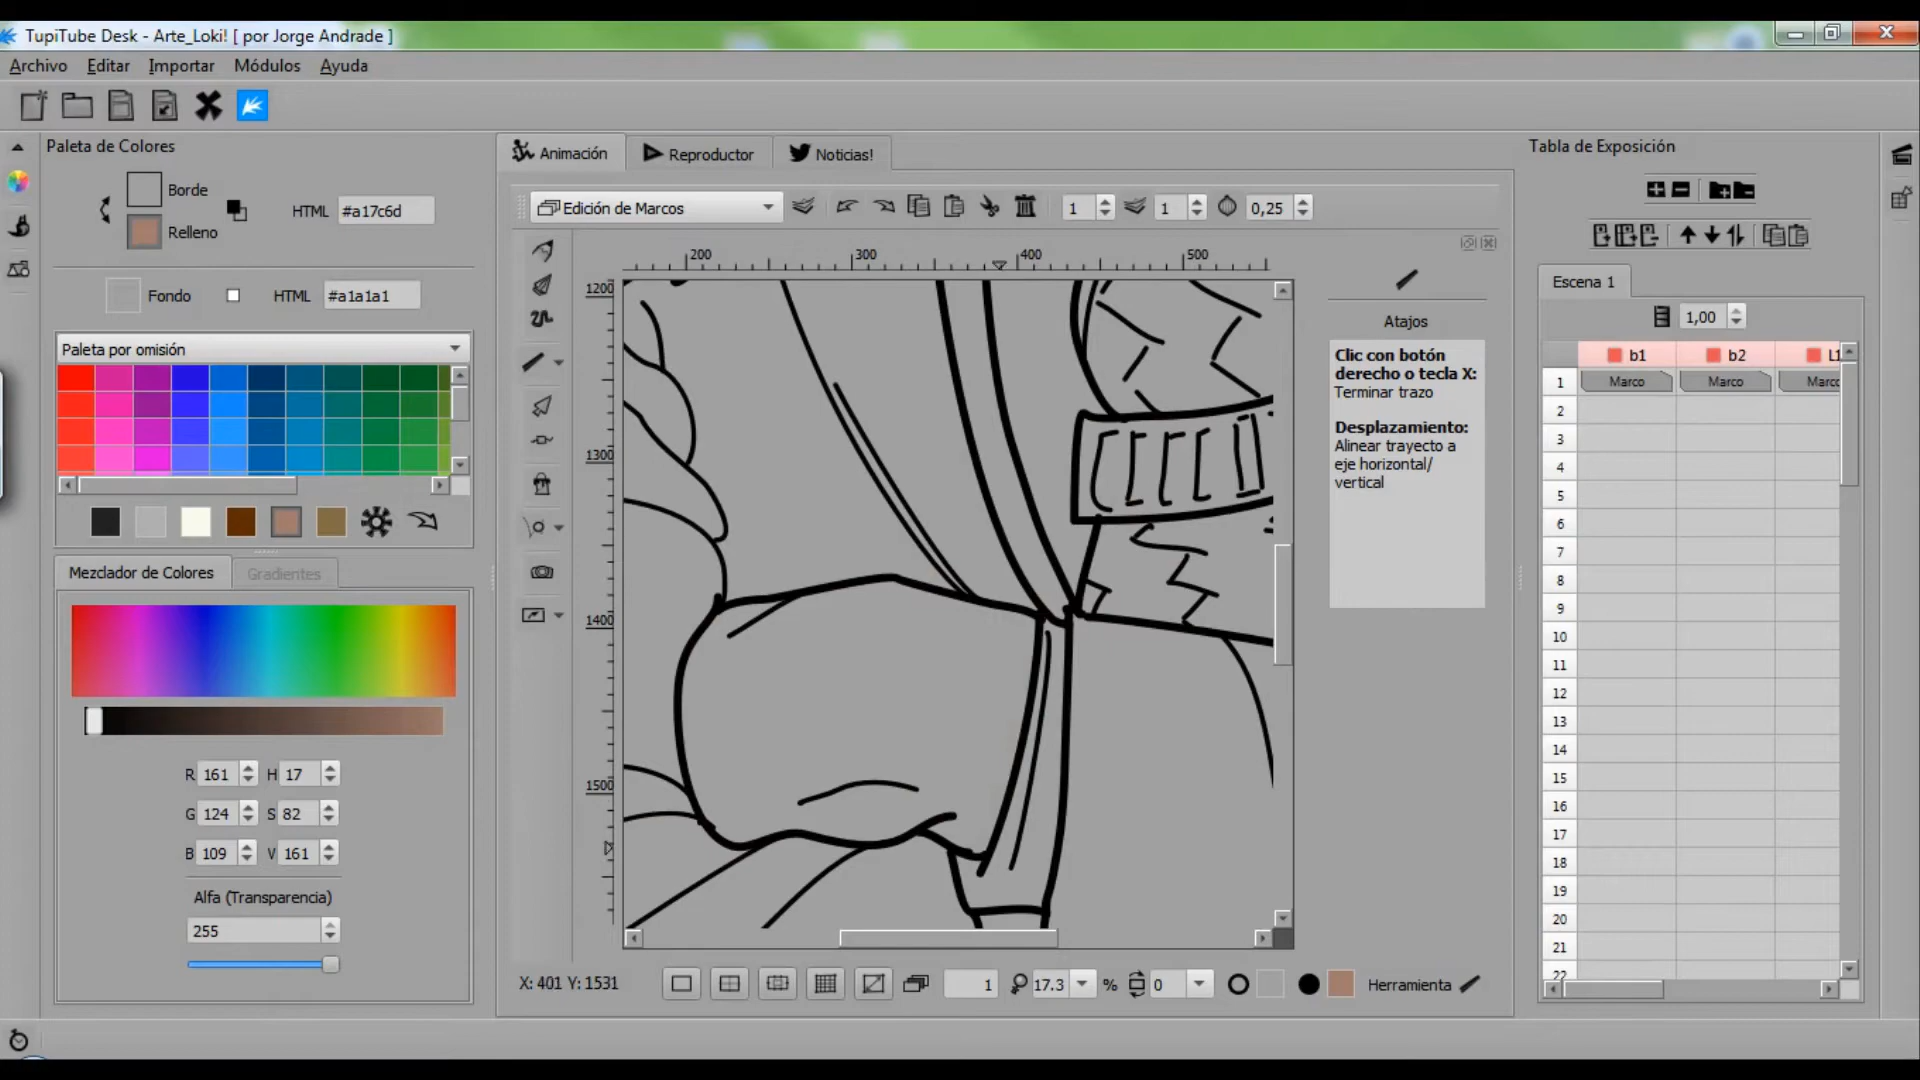 TupiTube Desk - Arte_Loki! [ por Jorge Andrade ]
Archivo Editar Importar Módulos Ayuda
Paleta de Colores
Borde
Relleno
HTML #a17c6d
Fondo HTML #a1a1a1
Paleta por omisión
Mezclador de Colores Gradientes
R 161 H 17
G 124 S 82
B 109 V 161
Alfa (Transparencia)
255
Animación Reproductor Noticias!
Edición de Marcos 1 1 0,25
200 300 400 500
1200
1300
1400
1500
Atajos
Clic con botón
derecho o tecla X:
Terminar trazo
Desplazamiento:
Alinear trayecto a
eje horizontal/
vertical
X: 401 Y: 1531 1 17.3 % 0 Herramienta
Tabla de Exposición
Escena 1
1,00
b1 b2 L1
1 Marco Marco Marco
2
3
4
5
6
7
8
9
10
11
12
13
14
15
16
17
18
19
20
21
22